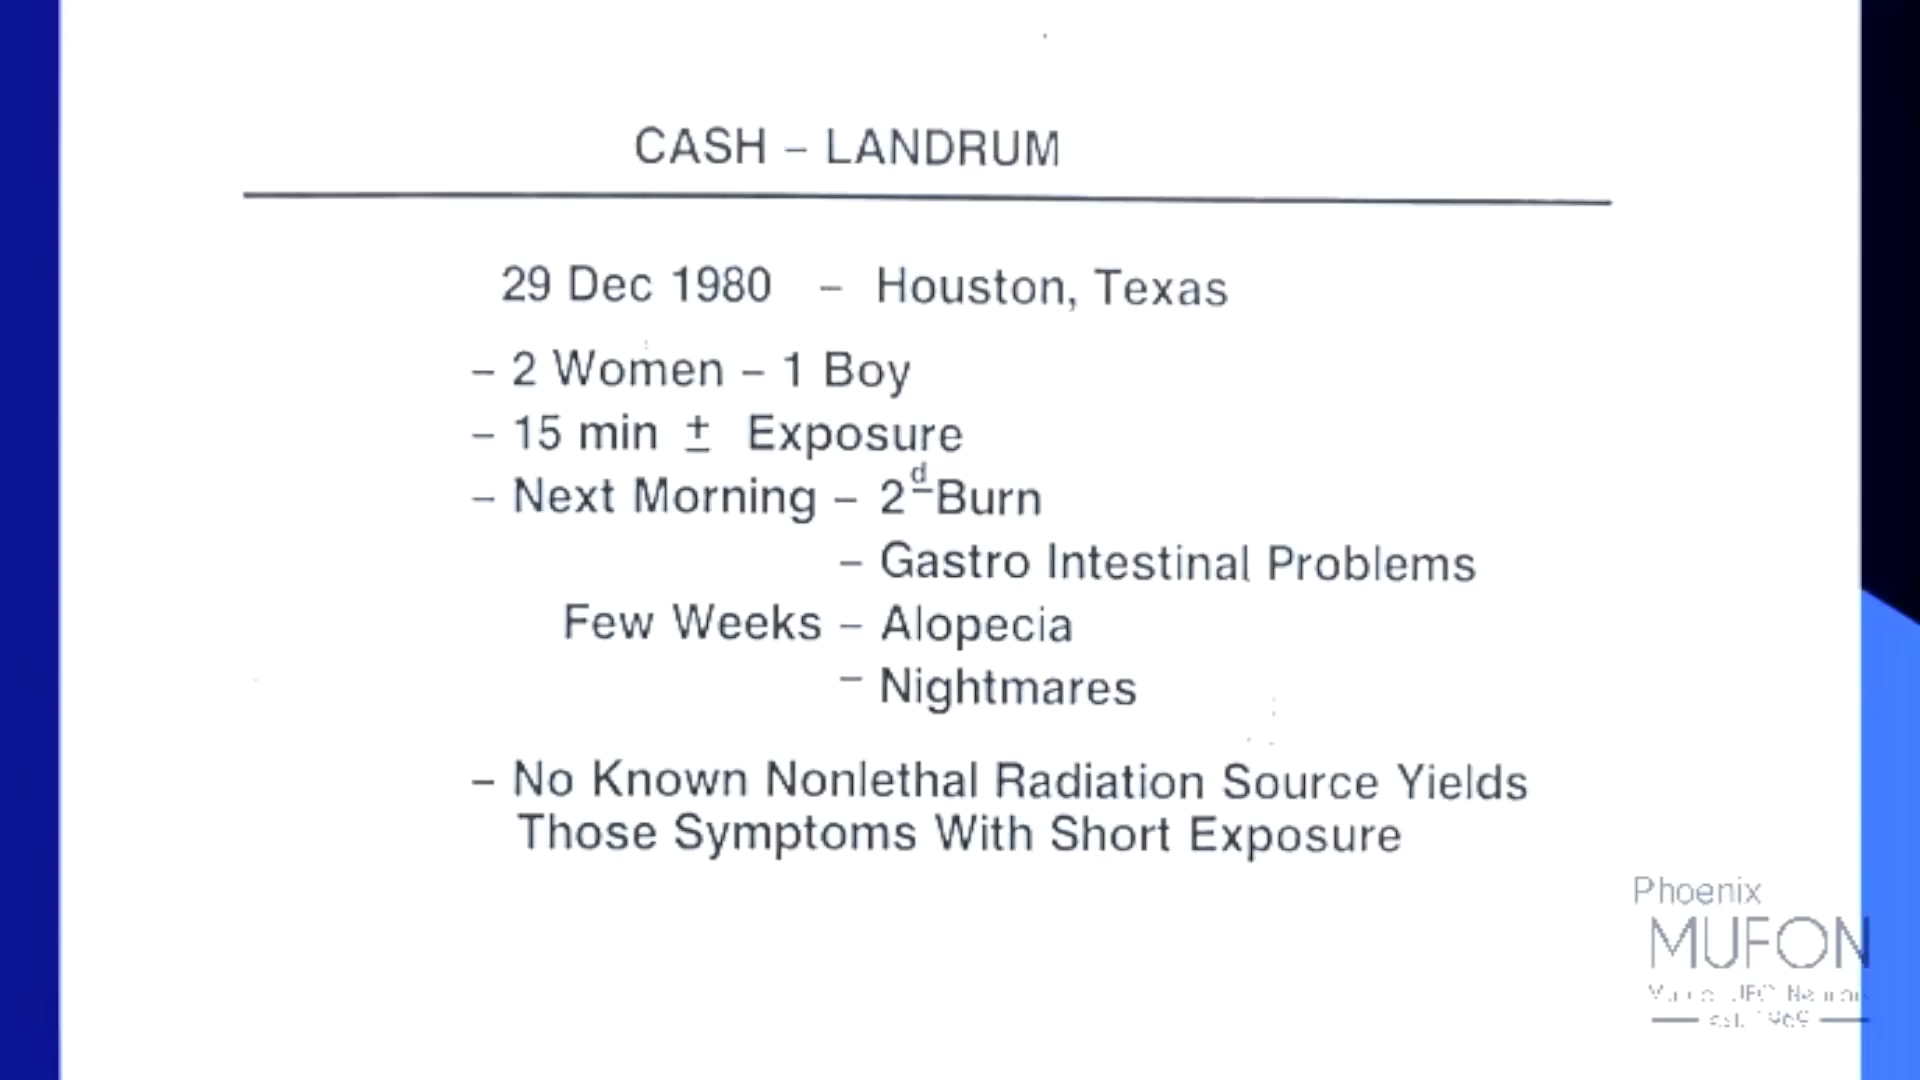 CASH – LANDRUM
29 Dec 1980 – Houston, Texas
– 2 Women – 1 Boy
– 15 min ± Exposure
– Next Morning – 2d Burn
– Gastro Intestinal Problems
Few Weeks – Alopecia
– Nightmares
– No Known Nonlethal Radiation Source Yields
Those Symptoms With Short Exposure
Phoenix
MUFON